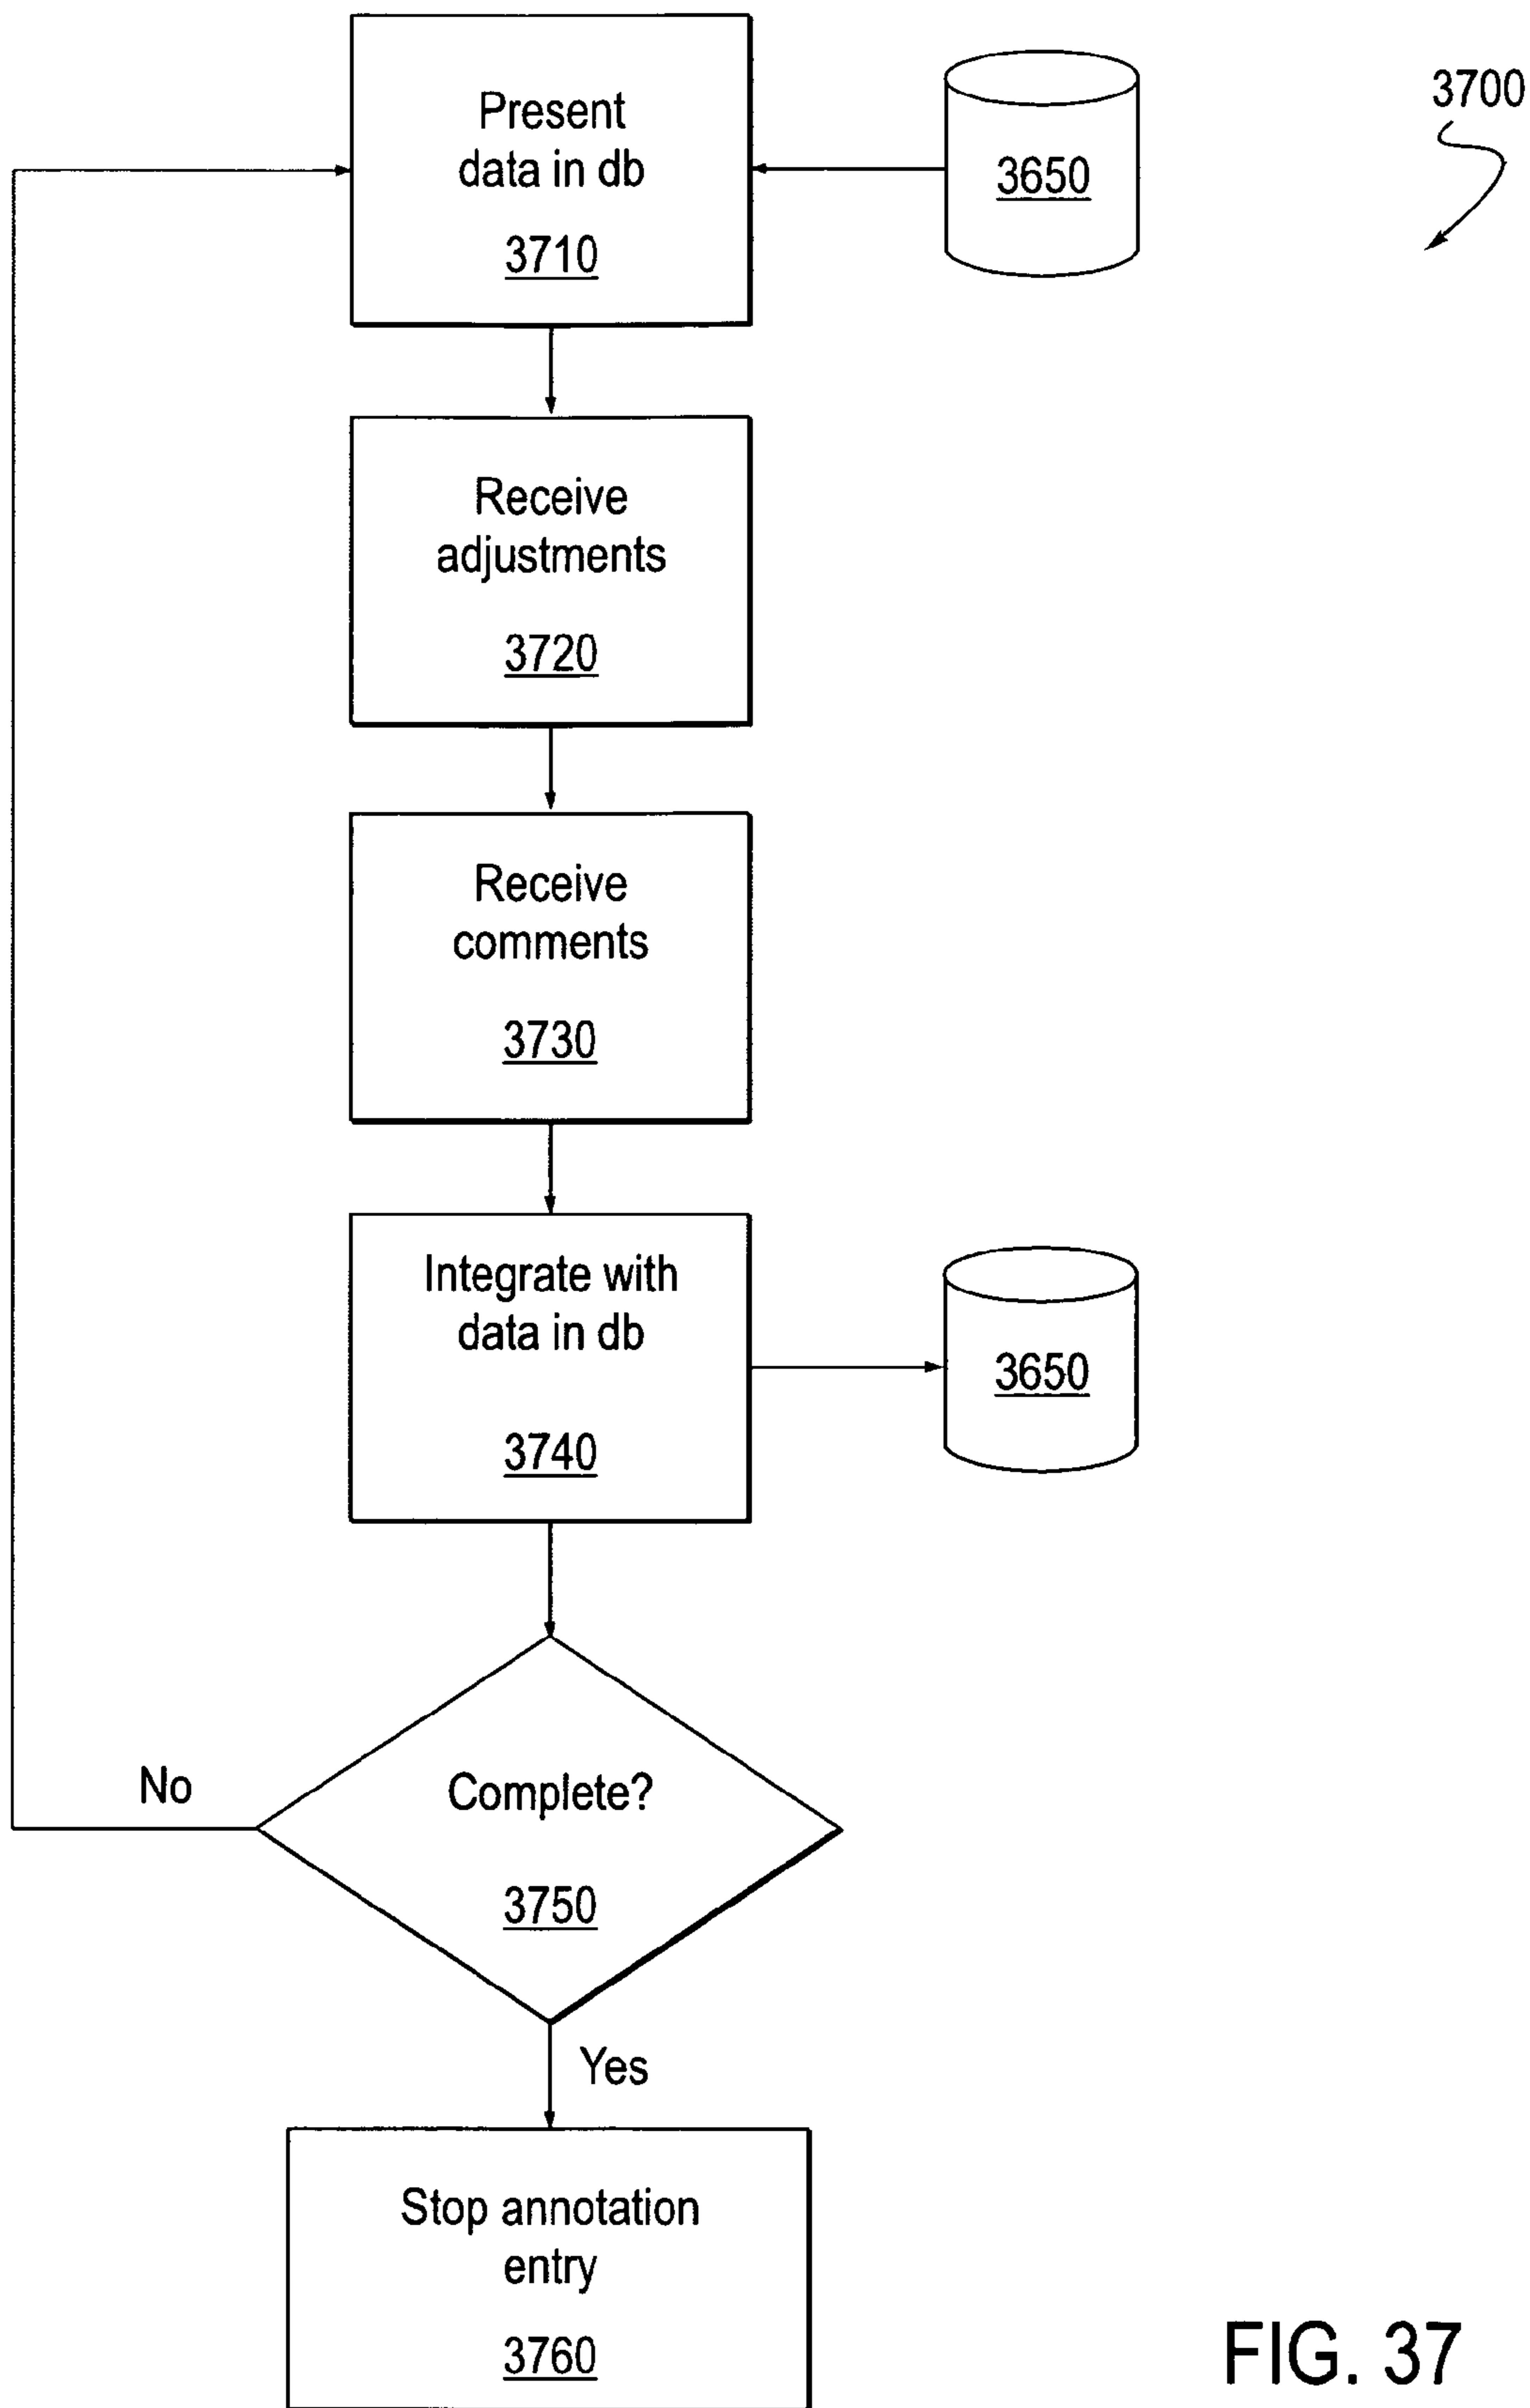 Present
data in db
3710
3650
3700
Receive
adjustments
3720
Receive
comments
3730
Integrate with
data in db
3740
3650
No
Complete?
3750
Yes
Stop annotation
entry
3760
FIG. 37